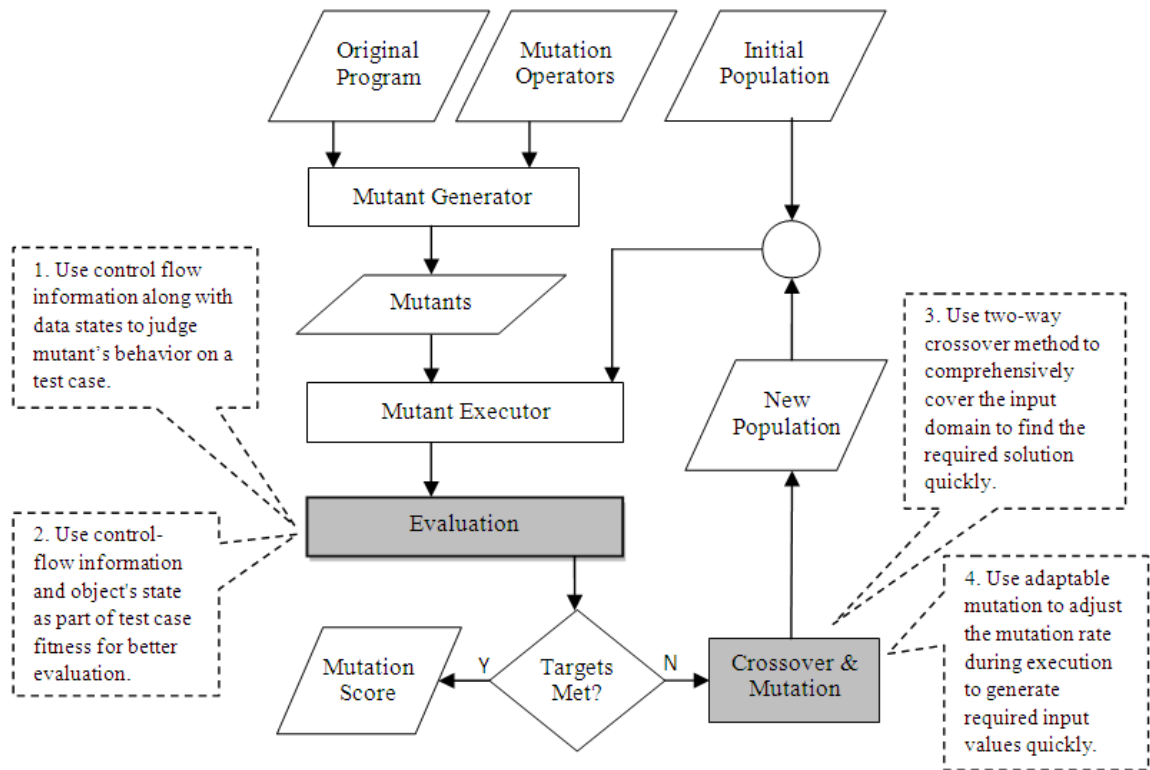 Original
Program
Mutation
Operators
Initial
Population
Mutant Generator
1. Use control flow
information along with
data states to judge
mutant’s behavior on a
test case.
Mutants
3. Use two-way
crossover method to
comprehensively
cover the input
domain to find the
required solution
quickly.
Mutant Executor
New
Population
Evaluation
2. Use control-
flow information
and object's state
as part of test case
fitness for better
evaluation.
4. Use adaptable
mutation to adjust
the mutation rate
during execution
to generate
required input
values quickly.
Mutation
Score
Y
Targets
Met?
N
Crossover &
Mutation